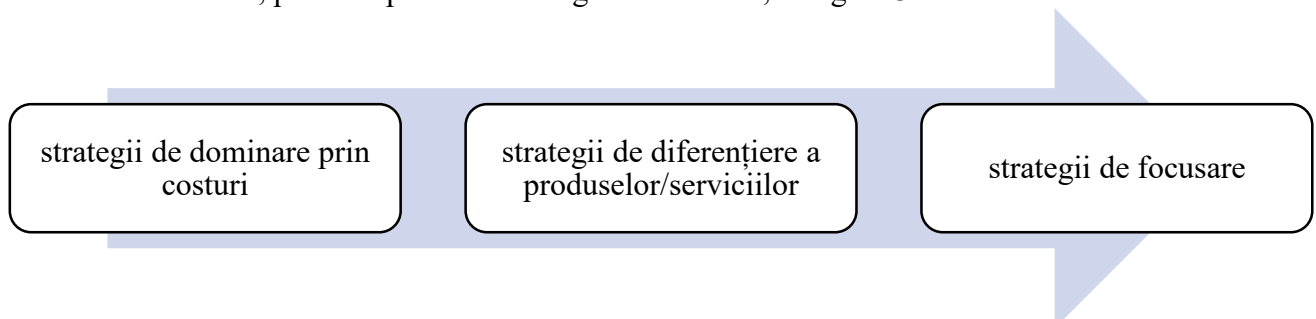 strategii de dominare prin
costuri
strategii de diferențiere a
produselor/serviciilor
strategii de focusare